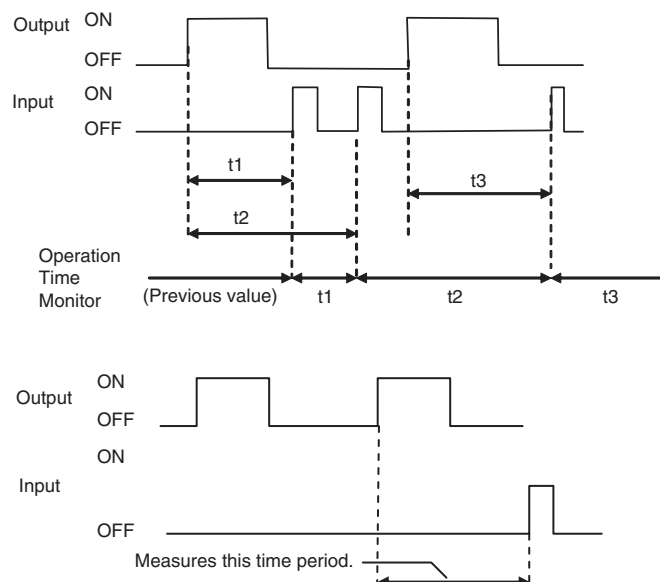 ON
Output
OFF
ON
Input
OFF
t1
t3
t2
Operation
Time
Monitor
(Previous value)
t1
t2
t3
ON
Output
OFF
ON
Input
OFF
Measures this time period.